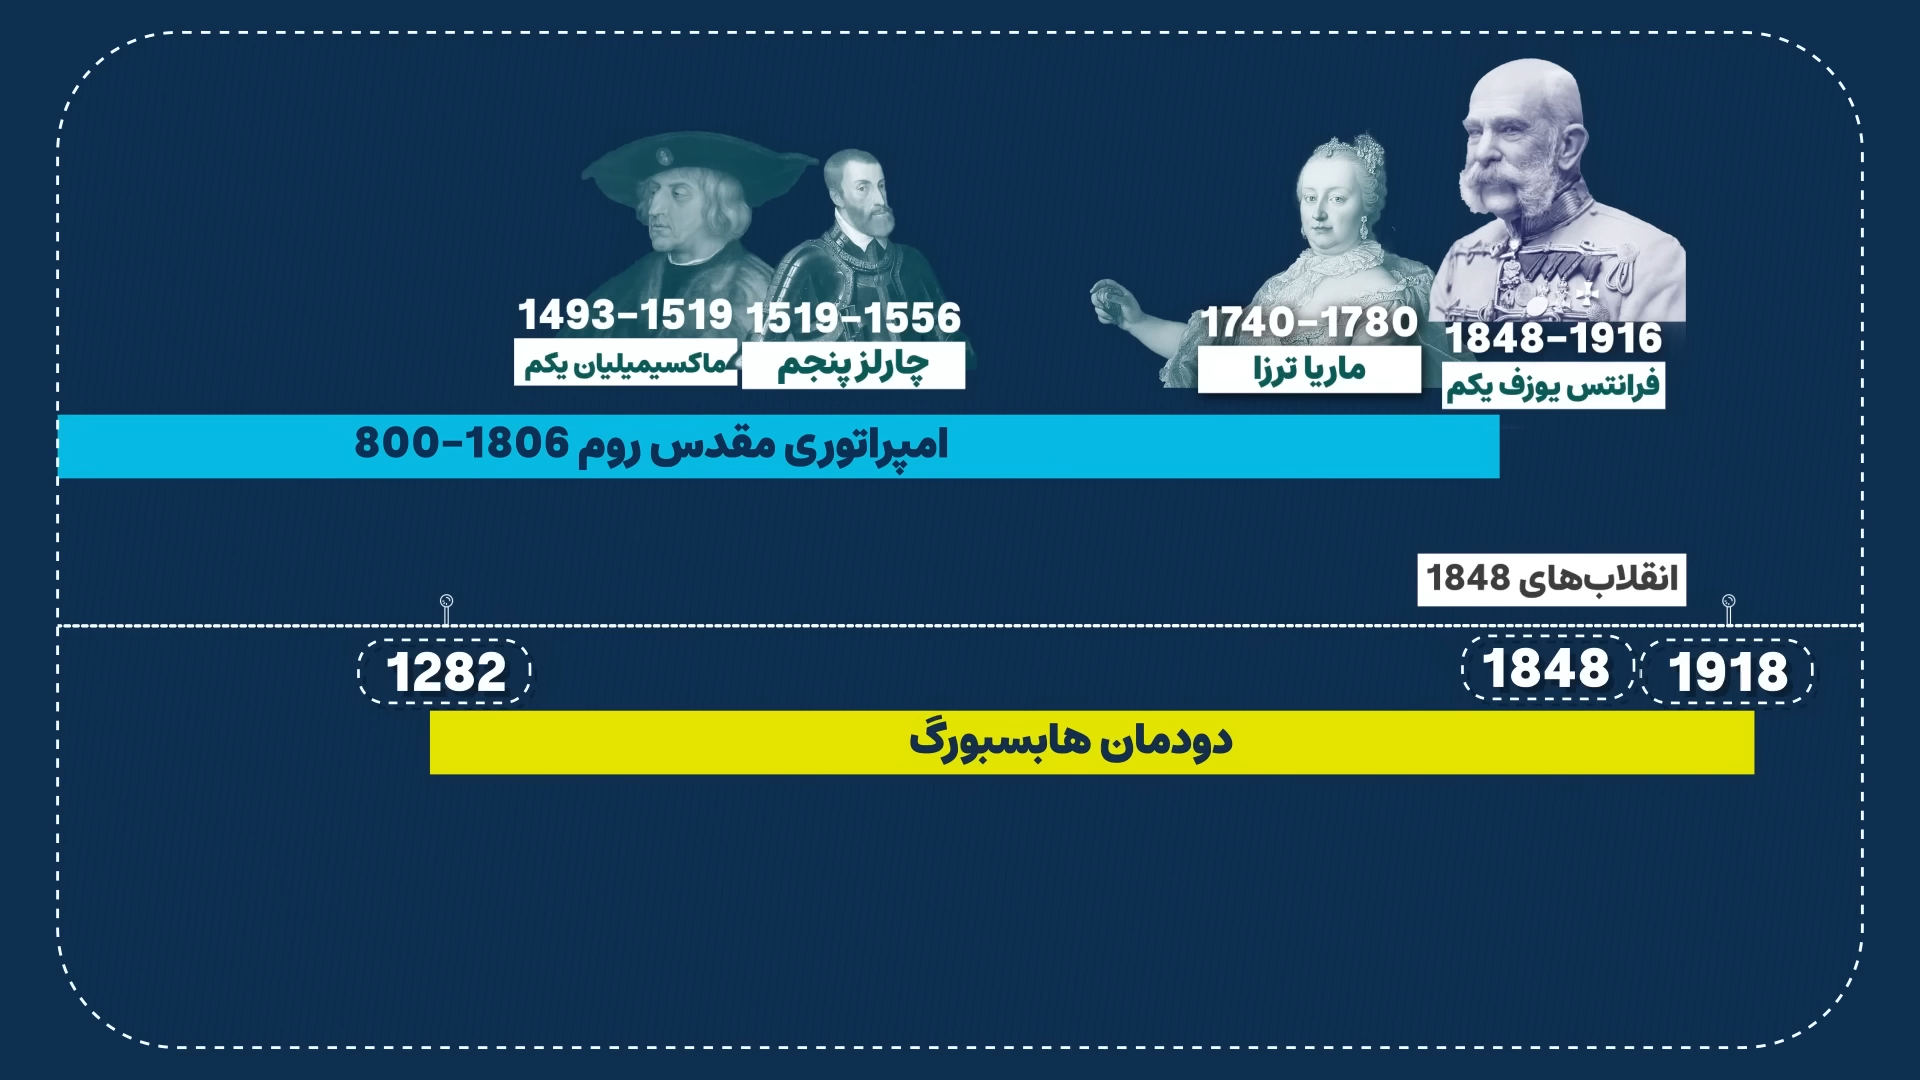 1493-1519
ماکسیمیلیان یکم
1519-1556
چارلز پنجم
1740-1780
ماریا ترزا
1848-1916
فرانتس یوزف یکم
امپراتوری مقدس روم 1806-800
انقلاب‌های 1848
1282
1848
1918
دودمان هابسبورگ